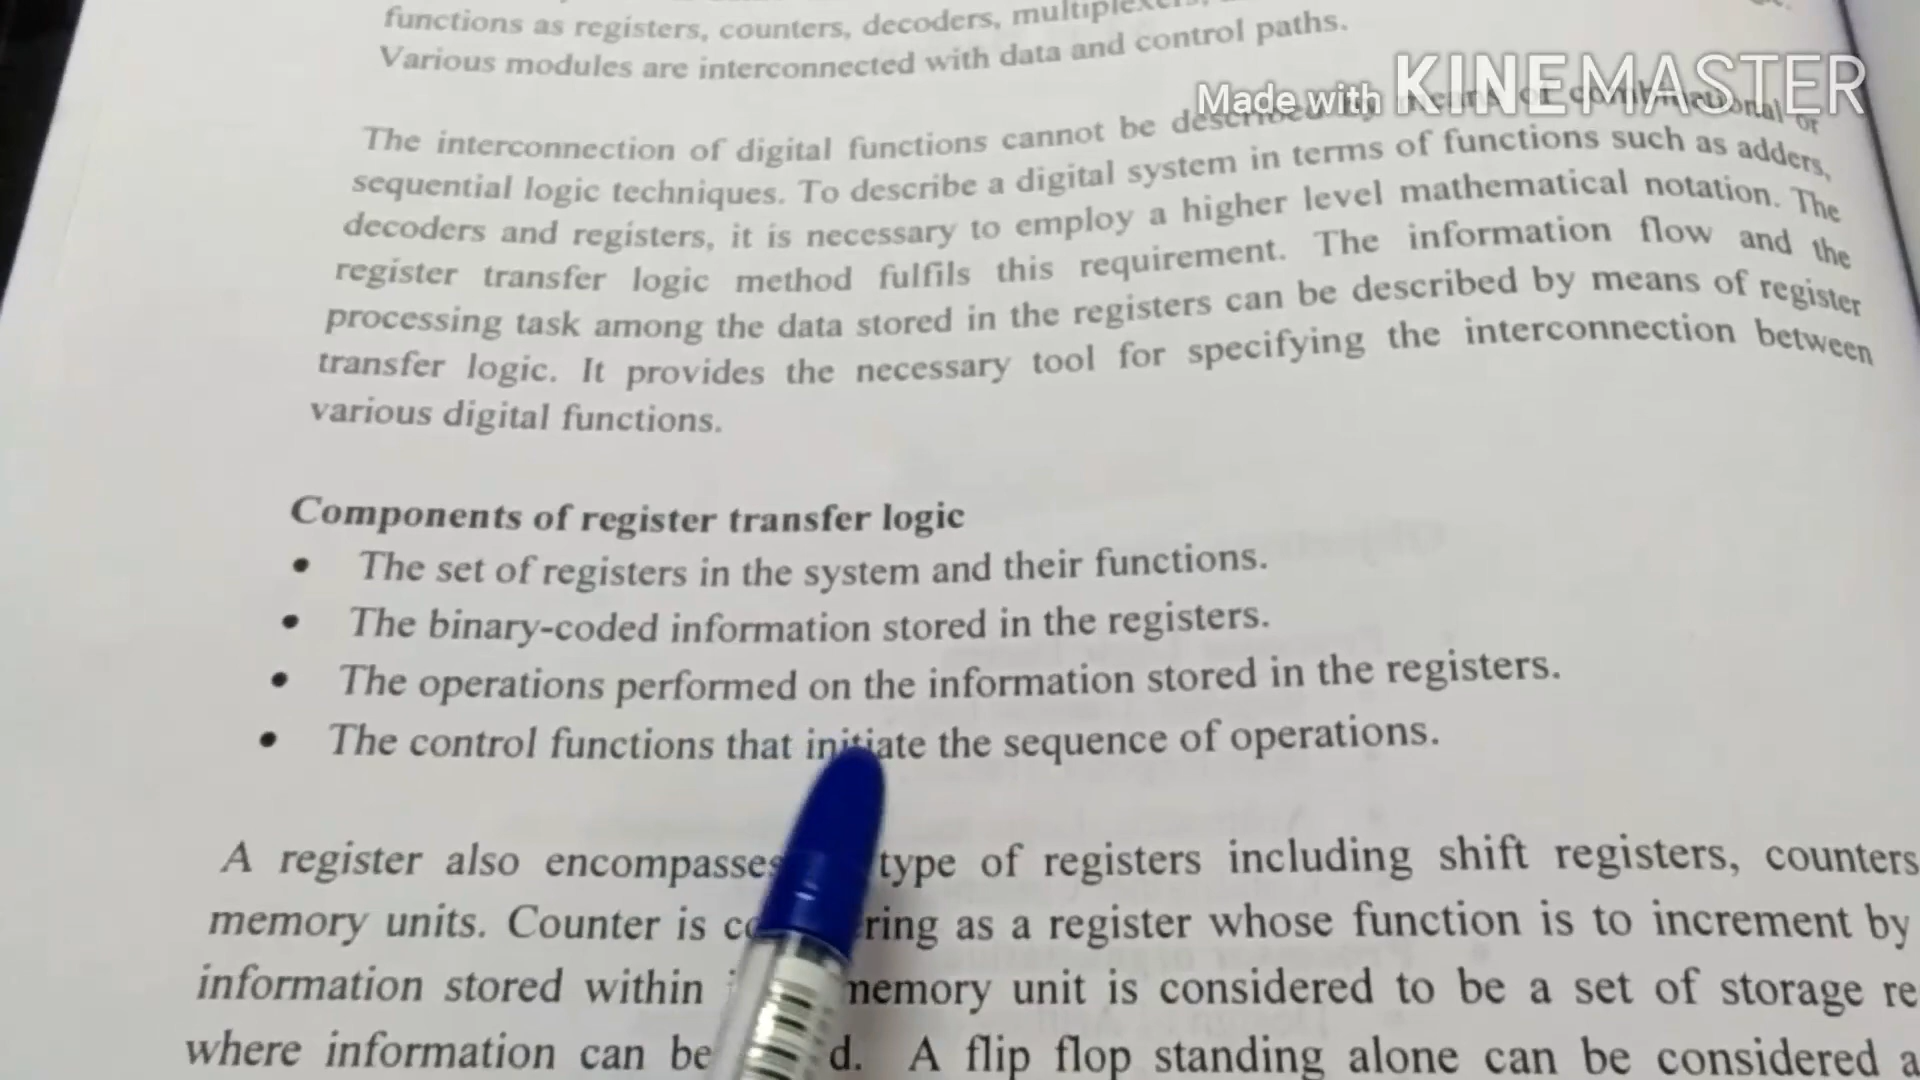 functions as registers, counters, decoders,
Various modules are interconnected with data and control paths.
Made with KINEMASTER
The interconnection of digital functions cannot be described by means of combinational or
sequential logic techniques. To describe a digital system in terms of functions such as adders,
decoders and registers, it is necessary to employ a higher level mathematical notation. The
register transfer logic method fulfils this requirement. The information flow and the
processing task among the data stored in the registers can be described by means of register
transfer logic. It provides the necessary tool for specifying the interconnection between
various digital functions.
Components of register transfer logic
• The set of registers in the system and their functions.
• The binary-coded information stored in the registers.
• The operations performed on the information stored in the registers.
• The control functions that initiate the sequence of operations.
A register also encompasses type of registers including shift registers, counters
memory units. Counter is as a register whose function is to increment by
information stored within memory unit is considered to be a set of storage
where information can be A flip flop standing alone can be considered